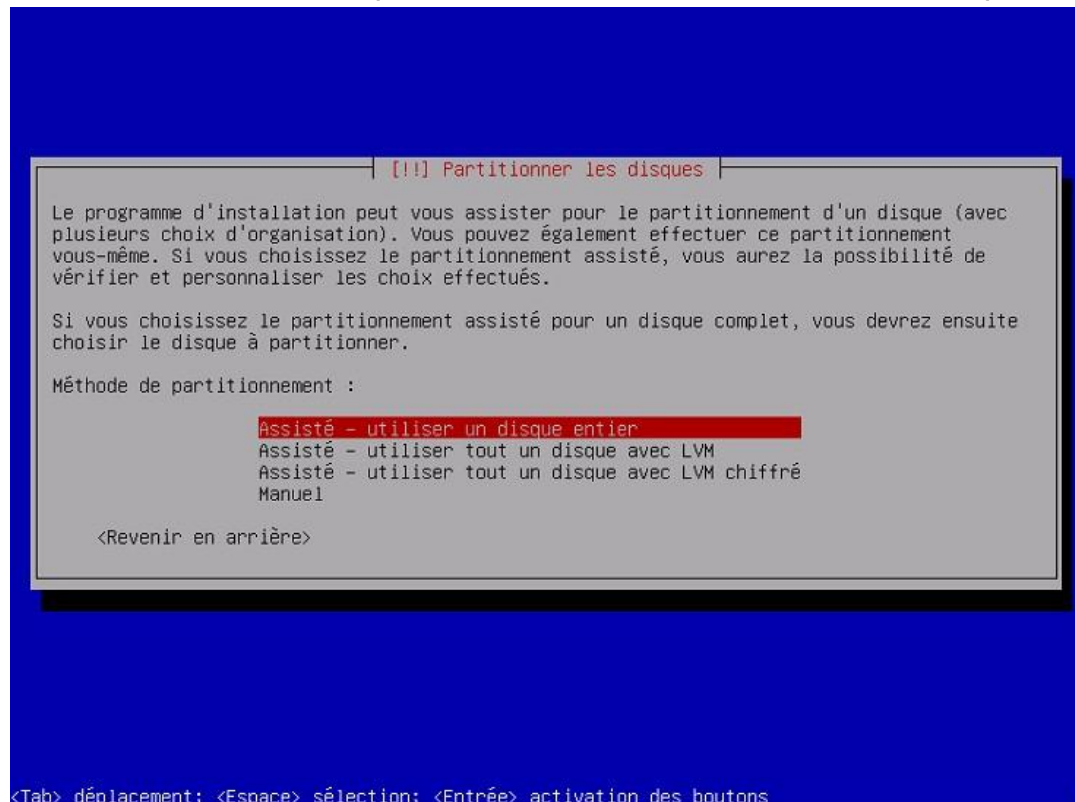 [!!] Partitionner les disques
Le programme d'installation peut vous assister pour le partitionnement d'un disque (avec
plusieurs choix d'organisation). Vous pouvez également effectuer ce partitionnement
vous-même. Si vous choisissez le partitionnement assisté, vous aurez la possibilité de
vérifier et personnaliser les choix effectués.
Si vous choisissez le partitionnement assisté pour un disque complet, vous devrez ensuite
choisir le disque à partitionner.
Méthode de partitionnement :
Assisté - utiliser un disque entier
Assisté - utiliser tout un disque avec LVM
Assisté - utiliser tout un disque avec LVM chiffré
Manuel
<Revenir en arrière>
<Tab> déplacement; <Espace> sélection; <Entrée> activation des boutons